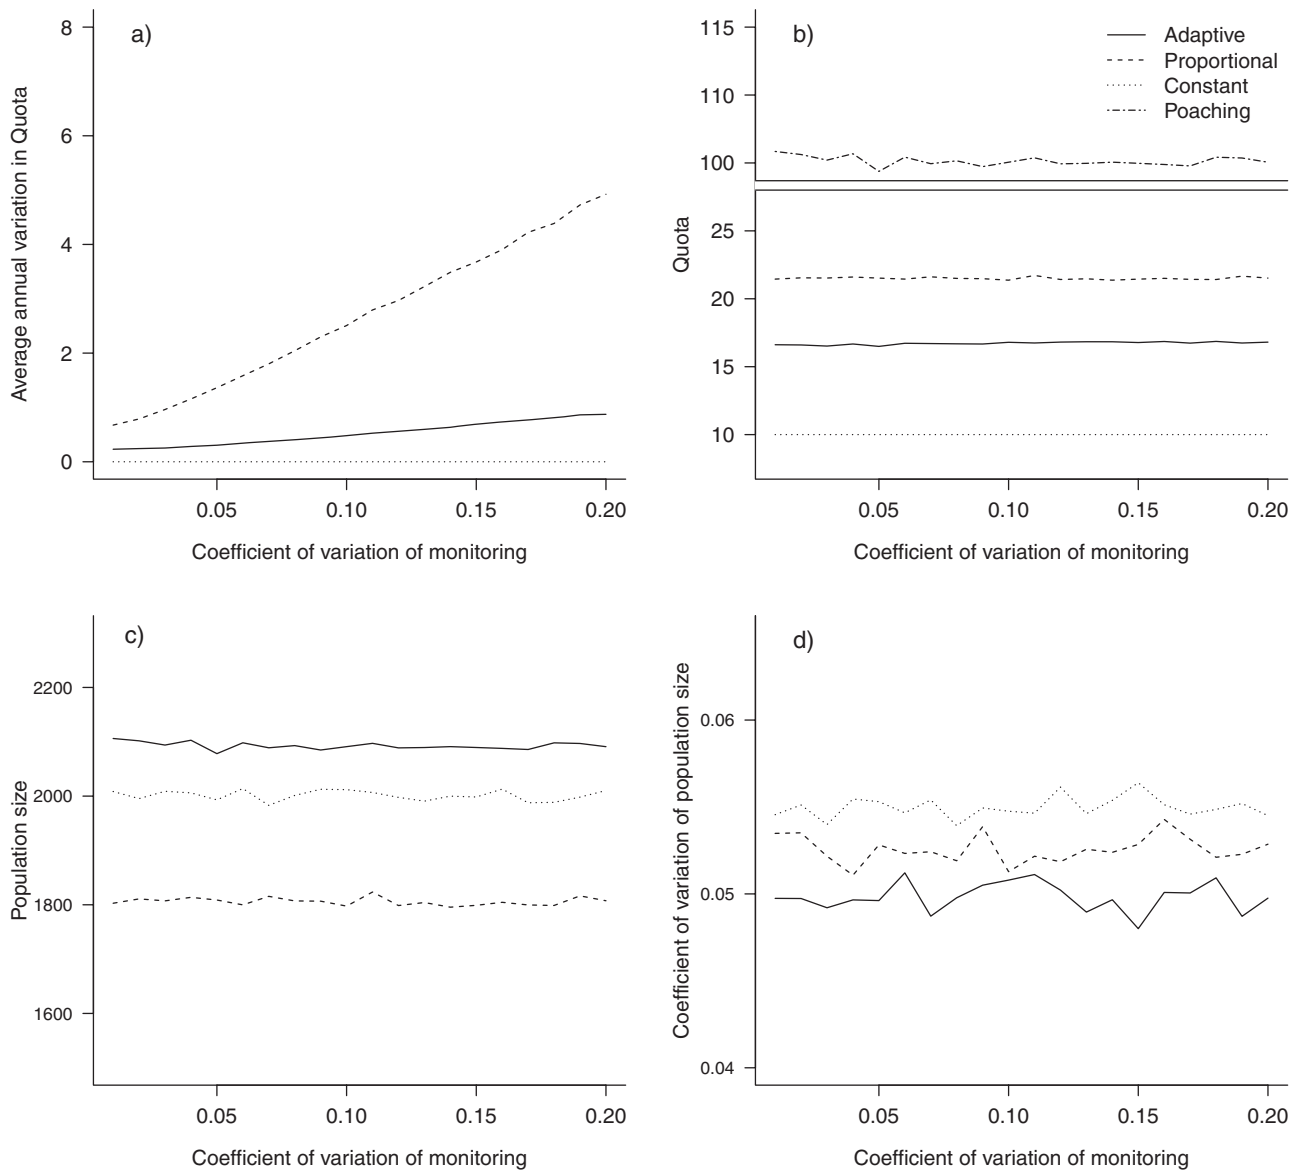 a)
8
6
4
2
0
Average annual variation in Quota
0.05 0.10 0.15 0.20
Coefficient of variation of monitoring
b)
Adaptive
Proportional
Constant
Poaching
115
110
100
25
20
15
10
Quota
0.05 0.10 0.15 0.20
Coefficient of variation of monitoring
c)
2200
2000
1800
1600
Population size
0.05 0.10 0.15 0.20
Coefficient of variation of monitoring
d)
0.06
0.05
0.04
Coefficient of variation of population size
0.05 0.10 0.15 0.20
Coefficient of variation of monitoring